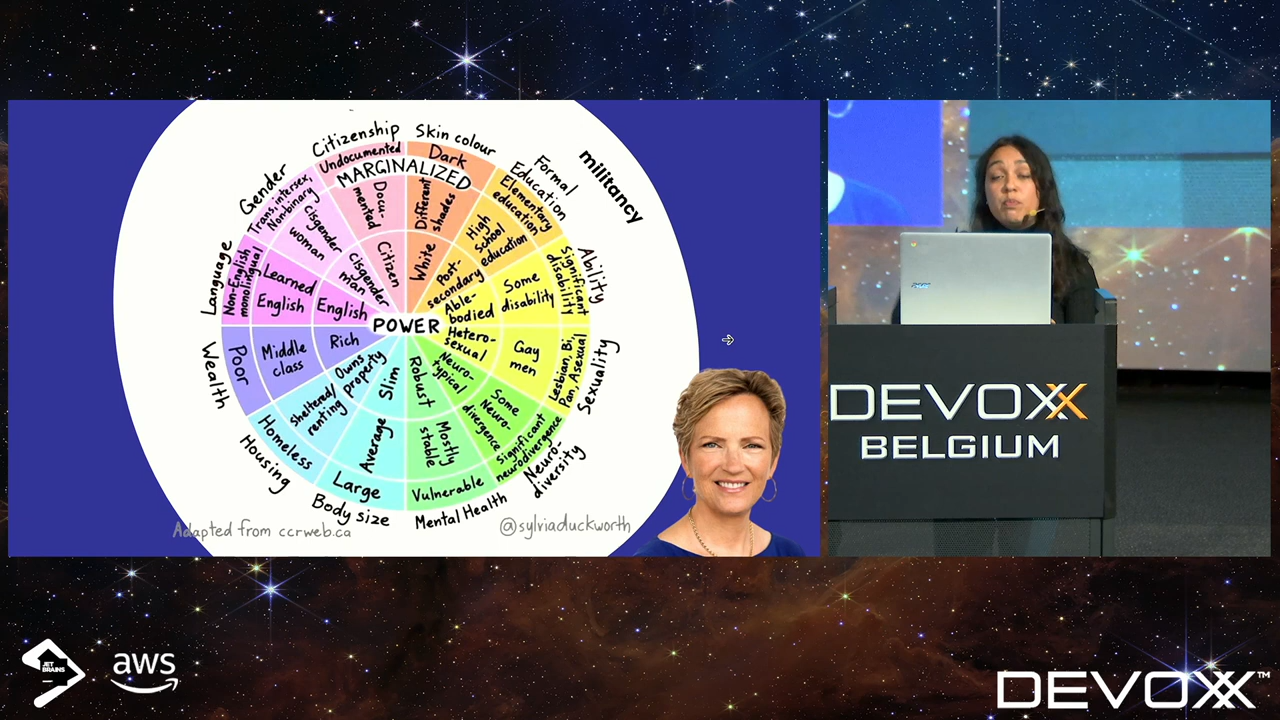 Citizenship
Skin colour
Formal
Education
militancy
Gender
Undocumented
Dark
MARGINALIZED
Trans, intersex,
Nonbinary
Elementary
education
Cisgender
woman
Docu-
mented
Different
shades
High
school
education
Ability
Significant
disability
Language
Non-English
monolingual
Learned
English
English
Cisgender
man
Citizen
White
Post-
secondary
Able-
bodied
Some
disability
POWER
Hetero-
sexual
Gay
men
Lesbian, Bi,
Pan, Asexual
Sexuality
Wealth
Poor
Middle
class
Rich
Owns
property
Slim
Robust
Neuro-
typical
Some
Neuro-
divergence
Significant
neurodivergence
Neuro-
diversity
Sheltered/
renting
Average
Mostly
stable
Homeless
Housing
Large
Body size
Vulnerable
Mental Health
Adapted from ccrweb.ca
@sylviaduckworth
acer
DEVOXX
BELGIUM
JET
BRAINS
aws
DEVOXX™